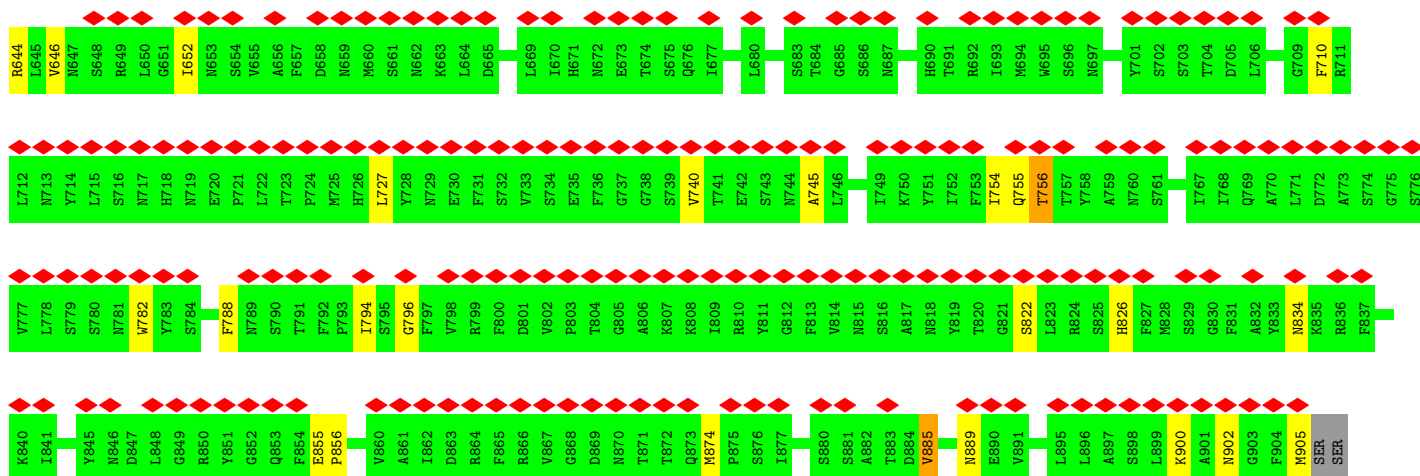 R644 L645 V646 N647 S648 R649 L650 G651 I652 N653 S654 V655 A656 F657 D658 N659 M660 S661 N662 K663 L664 D665 L669 I670 H671 N672 E673 T674 S675 Q676 I677 L680 S683 T684 G685 S686 N687 H690 T691 R692 I693 M694 W695 S696 N697 Y701 S702 S703 T704 D705 L706 G709 F710 R711
L712 N713 Y714 L715 S716 N717 H718 N719 E720 P721 L722 T723 P724 M725 H726 L727 Y728 N729 E730 F731 S732 V733 S734 E735 F736 G737 G738 S739 V740 T741 E742 S743 N744 A745 L746 I749 K750 Y751 I752 F753 I754 Q755 T756 T757 Y758 A759 N760 S761 I767 I768 Q769 A770 L771 D772 A773 S774 G775 S776
V777 L778 S779 S780 N781 W782 Y783 S784 F788 N789 S790 T791 F792 P793 I794 S795 G796 F797 V798 R799 F800 D801 V802 P803 T804 G805 A806 K807 K808 I809 R810 Y811 G812 F813 V814 N815 S816 A817 N818 Y819 T820 G821 S822 L823 R824 S825 H826 F827 M828 S829 G830 F831 A832 Y833 N834 K835 R836 F837
K840 I841 Y845 N846 D847 L848 G849 R850 Y851 G852 Q853 F854 E855 P856 V860 A861 I862 D863 R864 F865 R866 V867 G868 D869 N870 T871 T872 Q873 M874 P875 S876 I877 S880 S881 A882 T883 D884 V885 N889 E890 V891 L895 L896 A897 S898 L899 K900 A901 N902 G903 F904 M905 SER SER